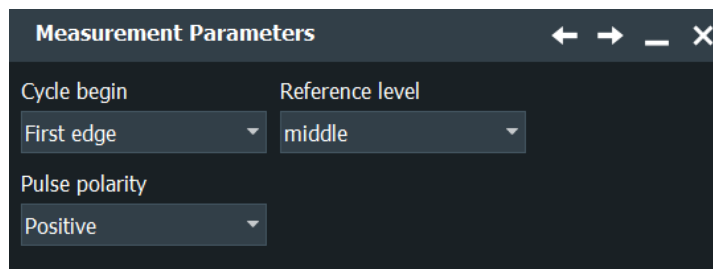 Measurement Parameters
Cycle begin
Reference level
First edge
middle
Pulse polarity
Positive